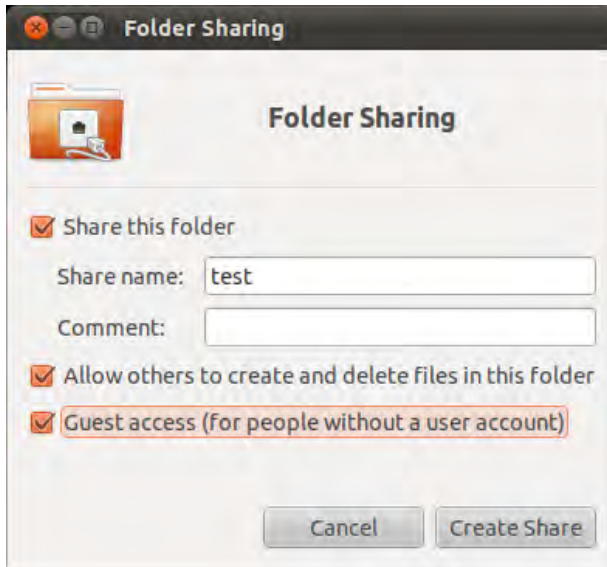 Folder Sharing
Folder Sharing
Share this folder
Share name: test
Comment:
Allow others to create and delete files in this folder
Guest access (for people without a user account)
Cancel Create Share